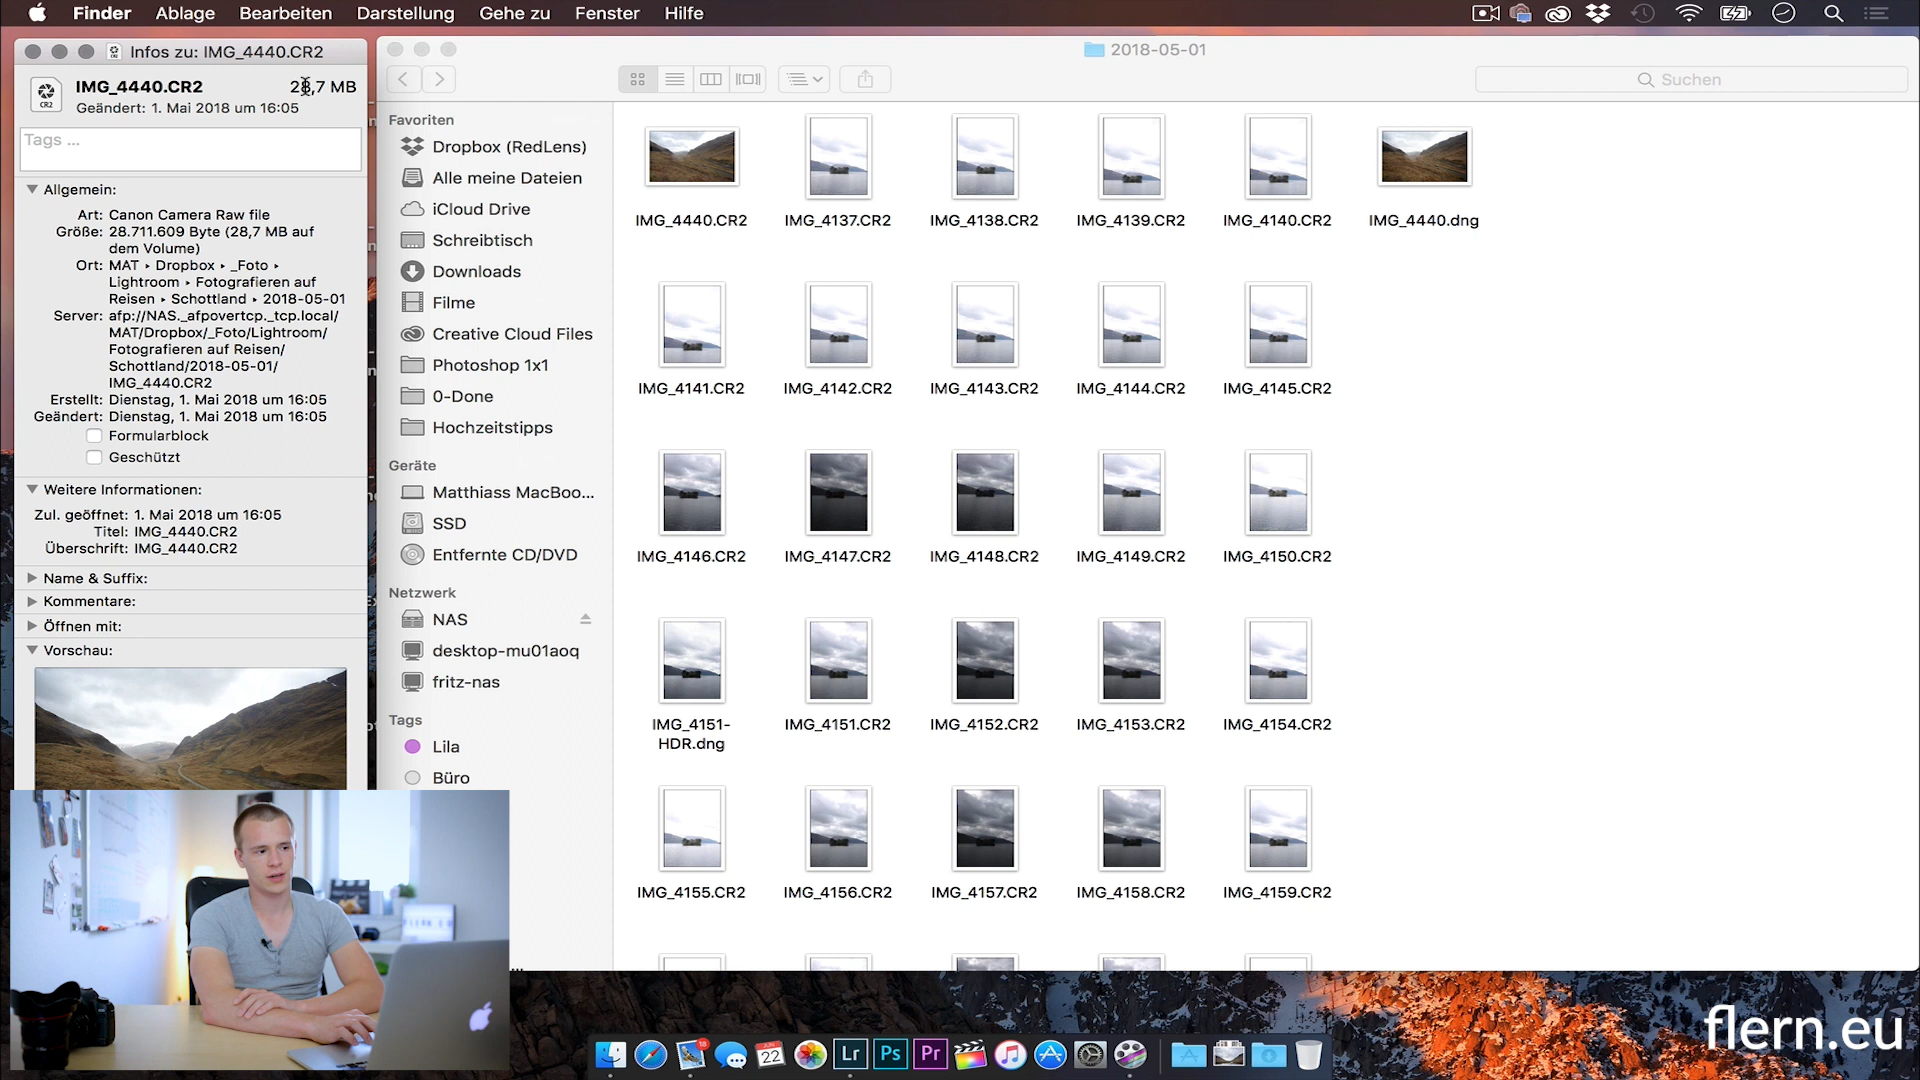 Finder Ablage Bearbeiten Darstellung Gehe zu Fenster Hilfe
Infos zu: IMG_4440.CR2
IMG_4440.CR2 28,7 MB
Geändert: 1. Mai 2018 um 16:05
Tags ...
Allgemein:
Art: Canon Camera Raw file
Größe: 28.711.609 Byte (28,7 MB auf
dem Volume)
Ort: MAT ▸ Dropbox ▸ _Foto ▸
Lightroom ▸ Fotografieren auf
Reisen ▸ Schottland ▸ 2018-05-01
Server: afp://NAS._afpovertcp._tcp.local/
MAT/Dropbox/_Foto/Lightroom/
Fotografieren auf Reisen/
Schottland/2018-05-01/
IMG_4440.CR2
Erstellt: Dienstag, 1. Mai 2018 um 16:05
Geändert: Dienstag, 1. Mai 2018 um 16:05
Formularblock
Geschützt
Weitere Informationen:
Zul. geöffnet: 1. Mai 2018 um 16:05
Titel: IMG_4440.CR2
Überschrift: IMG_4440.CR2
Name & Suffix:
Kommentare:
Öffnen mit:
Vorschau:
2018-05-01
Suchen
Favoriten
Dropbox (RedLens)
Alle meine Dateien
iCloud Drive
Schreibtisch
Downloads
Filme
Creative Cloud Files
Photoshop 1x1
0-Done
Hochzeitstipps
Geräte
Matthiass MacBoo...
SSD
Entfernte CD/DVD
Netzwerk
NAS
desktop-mu01aoq
fritz-nas
Tags
Lila
Büro
IMG_4440.CR2 IMG_4137.CR2 IMG_4138.CR2 IMG_4139.CR2 IMG_4140.CR2 IMG_4440.dng
IMG_4141.CR2 IMG_4142.CR2 IMG_4143.CR2 IMG_4144.CR2 IMG_4145.CR2
IMG_4146.CR2 IMG_4147.CR2 IMG_4148.CR2 IMG_4149.CR2 IMG_4150.CR2
IMG_4151-
HDR.dng
IMG_4151.CR2 IMG_4152.CR2 IMG_4153.CR2 IMG_4154.CR2
IMG_4155.CR2 IMG_4156.CR2 IMG_4157.CR2 IMG_4158.CR2 IMG_4159.CR2
CR2
18
22
Lr Ps Pr
flern.eu